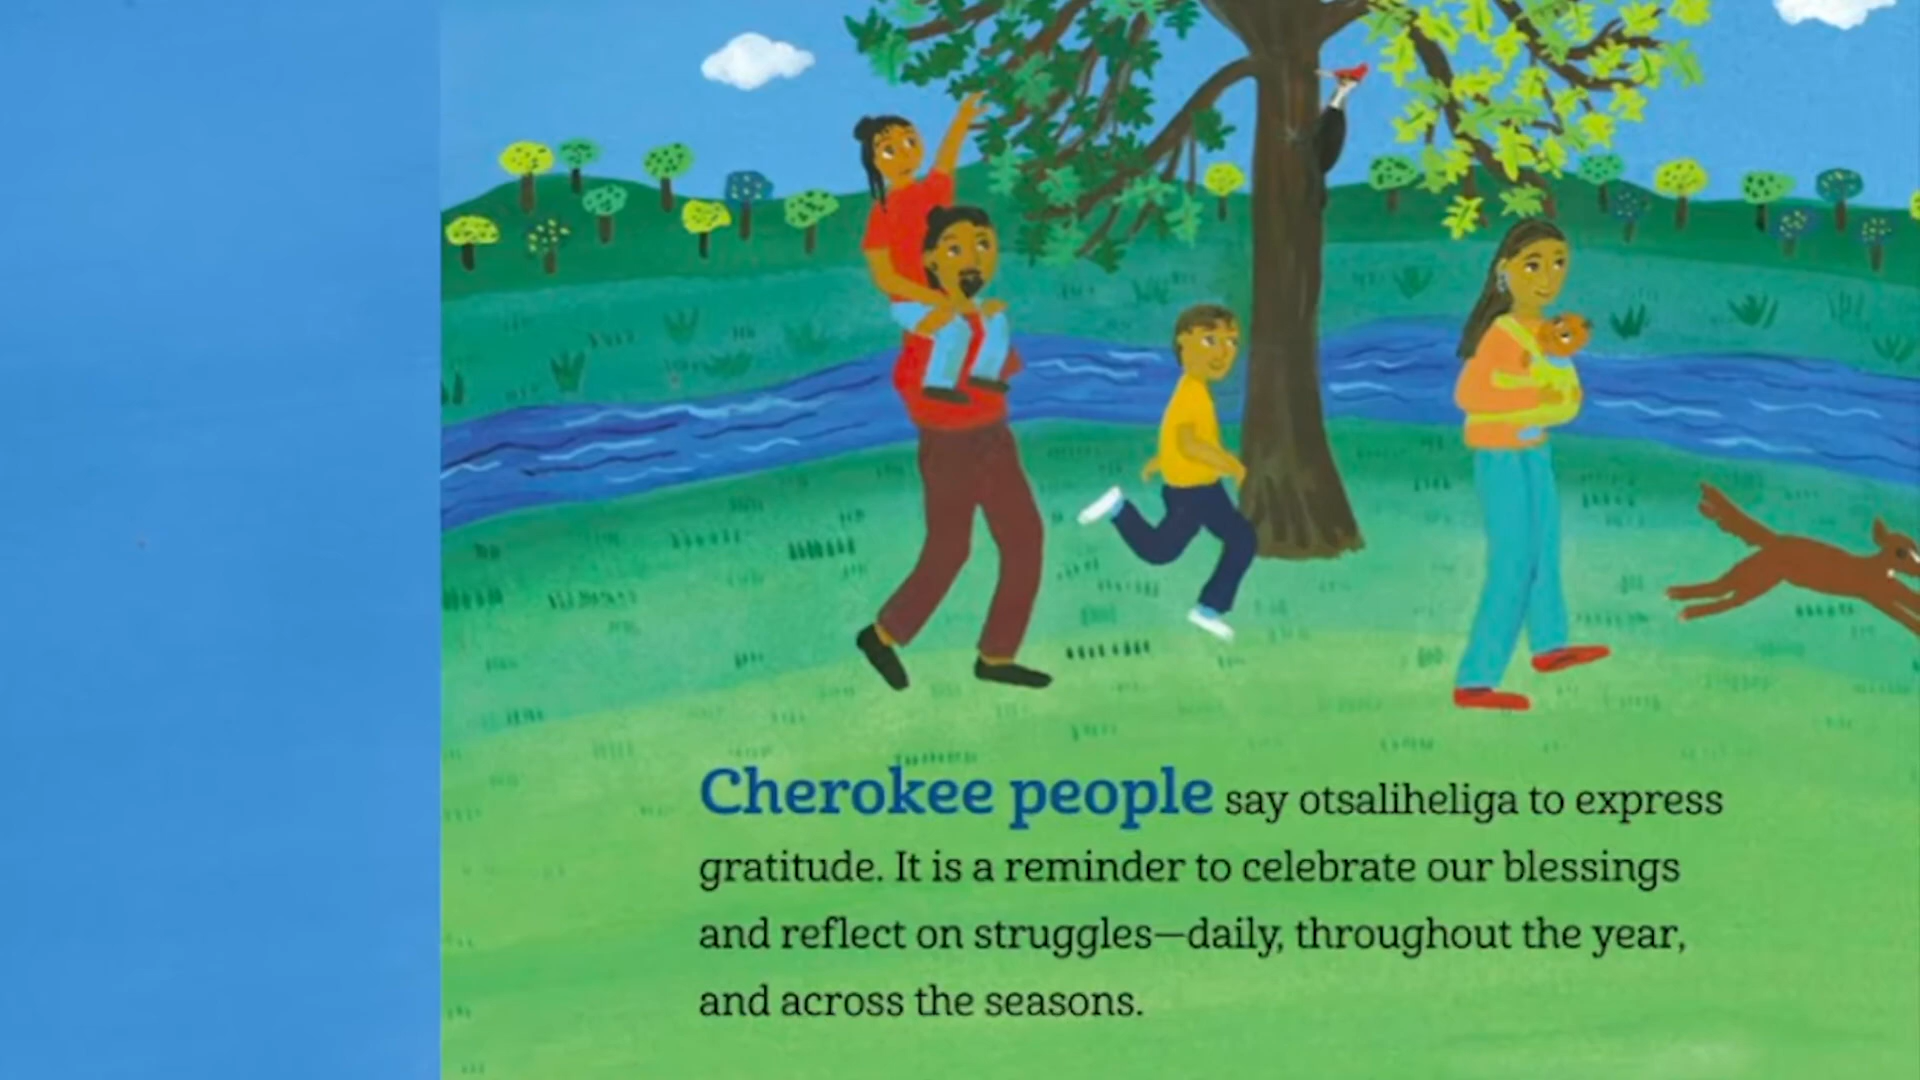 Cherokee people say otsaliheliga to express
gratitude. It is a reminder to celebrate our blessings
and reflect on struggles—daily, throughout the year,
and across the seasons.